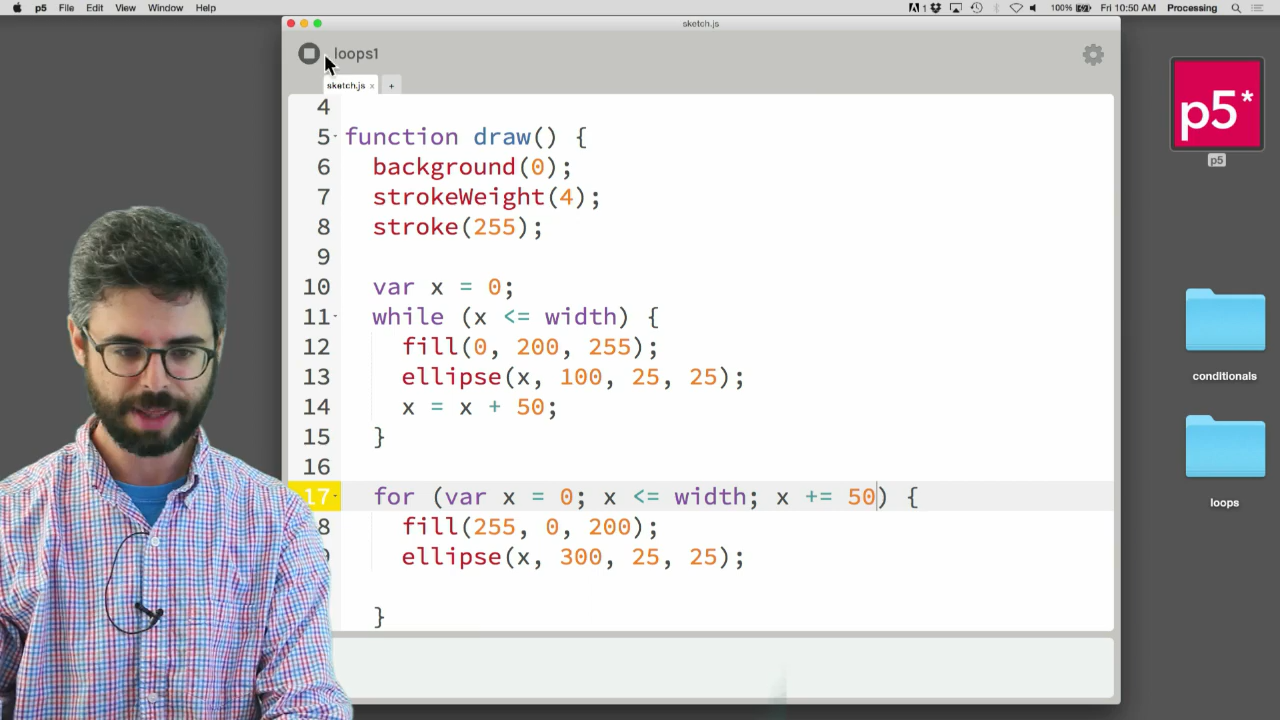 p5 File Edit View Window Help 1 100% Fri 10:50 AM Processing
sketch.js
loops1
sketch.js x +
4
5 function draw() {
6 background(0);
7 strokeWeight(4);
8 stroke(255);
9
10 var x = 0;
11 while (x <= width) {
12 fill(0, 200, 255);
13 ellipse(x, 100, 25, 25);
14 x = x + 50;
15 }
16
17 for (var x = 0; x <= width; x += 50) {
8 fill(255, 0, 200);
ellipse(x, 300, 25, 25);
}
p5*
p5
conditionals
loops